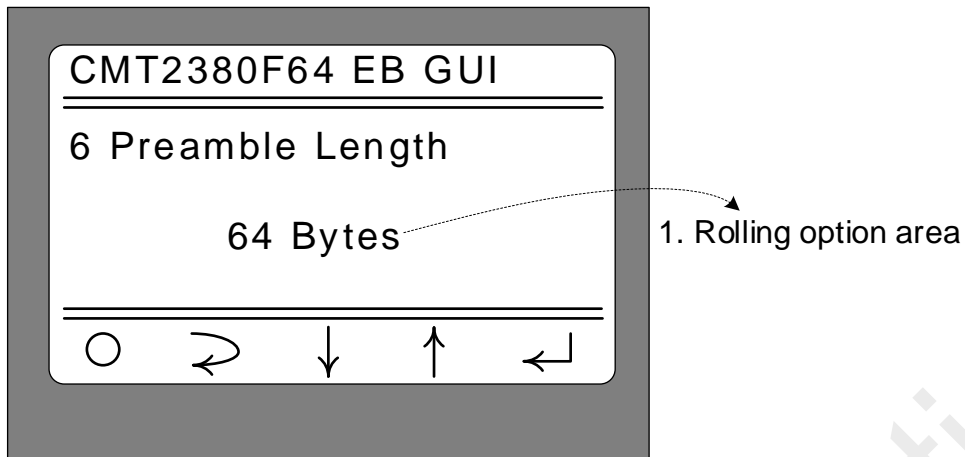 CMT2380F64 EB GUI
6 Preamble Length
64 Bytes
1. Rolling option area